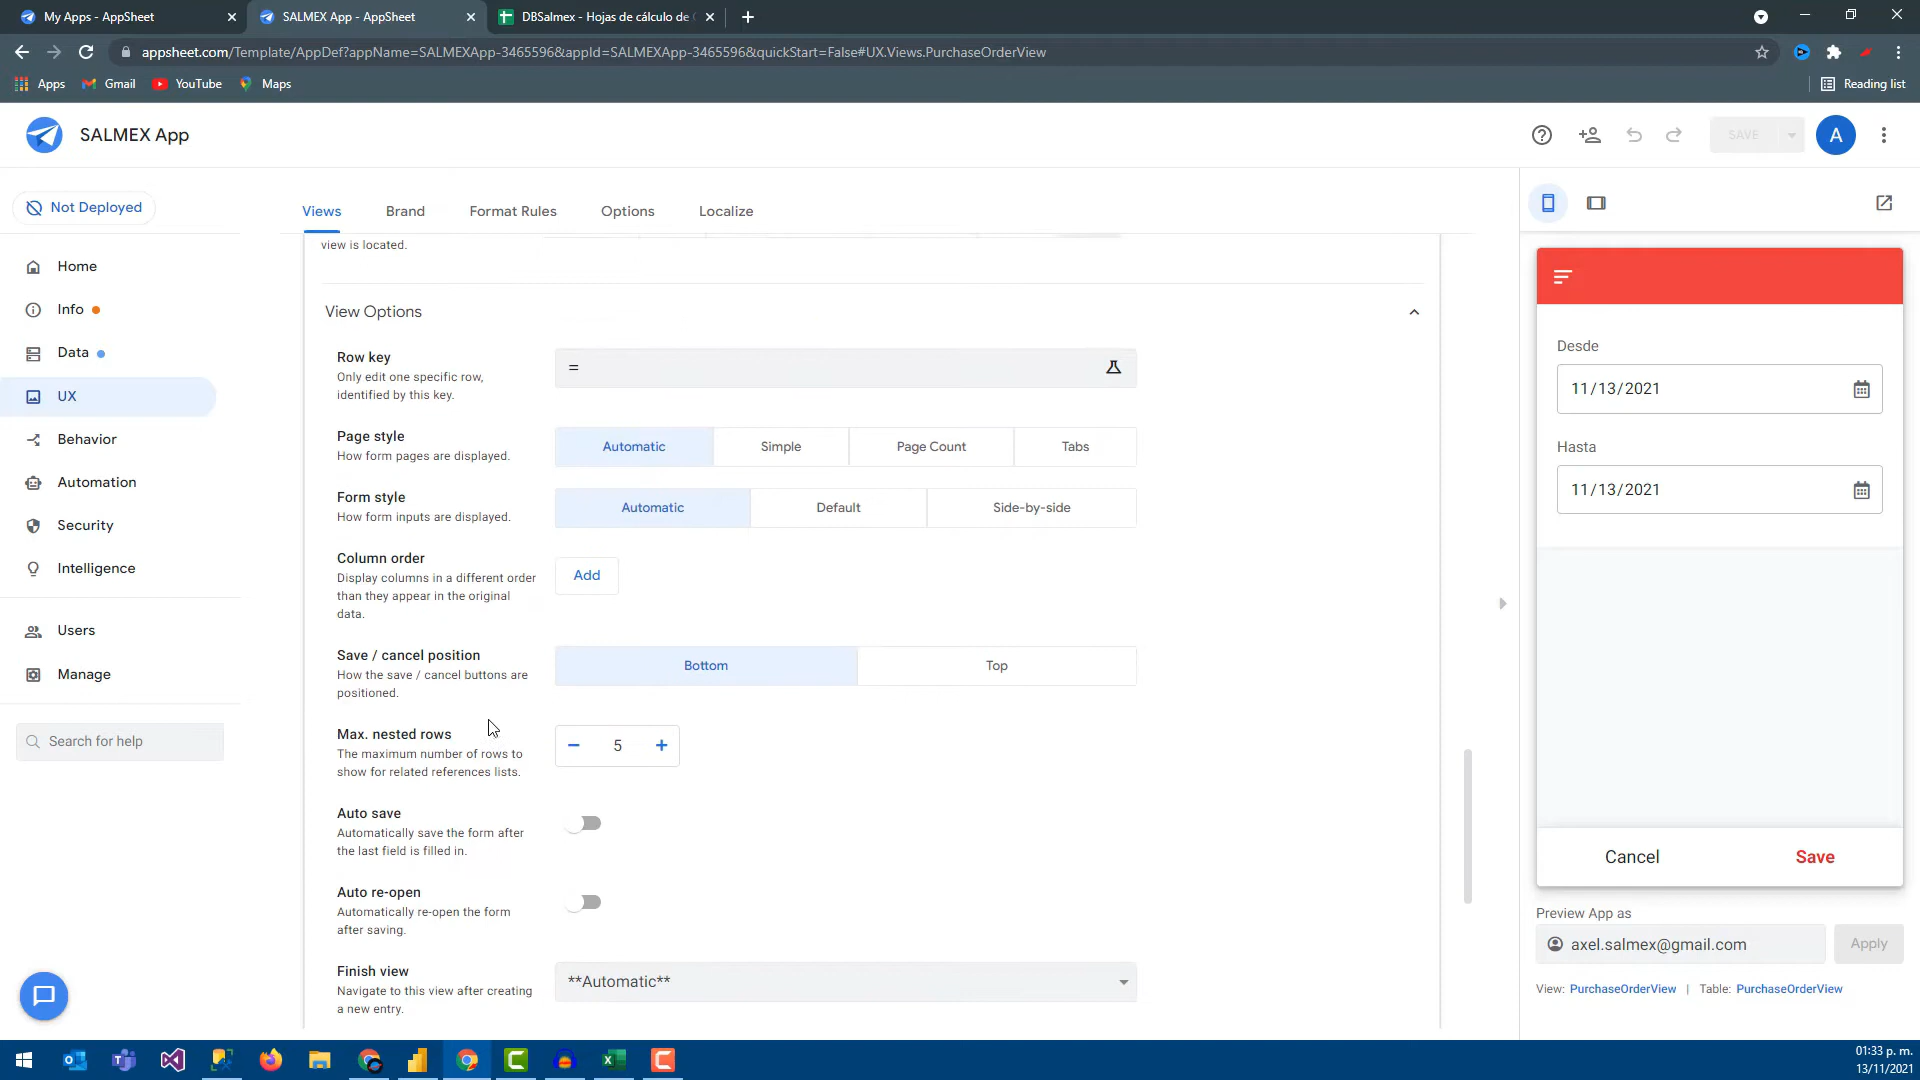 My Apps - AppSheet
SALMEX App - AppSheet
DBSalmex - Hojas de cálculo de
appsheet.com/Template/AppDef?appName=SALMEXApp-3465596&appId=SALMEXApp-3465596&quickStart=False#UX.Views.PurchaseOrderView
Apps
Gmail
YouTube
Maps
Reading list
SALMEX App
SAVE
A
Not Deployed
Views
Brand
Format Rules
Options
Localize
view is located.
Home
Info
Data
UX
Behavior
Automation
Security
Intelligence
Users
Manage
Search for help
View Options
Row key
Only edit one specific row,
identified by this key.
=
Page style
How form pages are displayed.
Automatic
Simple
Page Count
Tabs
Form style
How form inputs are displayed.
Automatic
Default
Side-by-side
Column order
Display columns in a different order
than they appear in the original
data.
Add
Save / cancel position
How the save / cancel buttons are
positioned.
Bottom
Top
Max. nested rows
The maximum number of rows to
show for related references lists.
5
Auto save
Automatically save the form after
the last field is filled in.
Auto re-open
Automatically re-open the form
after saving.
Finish view
Navigate to this view after creating
a new entry.
**Automatic**
Desde
11/13/2021
Hasta
11/13/2021
Cancel
Save
Preview App as
axel.salmex@gmail.com
Apply
View: PurchaseOrderView | Table: PurchaseOrderView
01:33 p. m.
13/11/2021